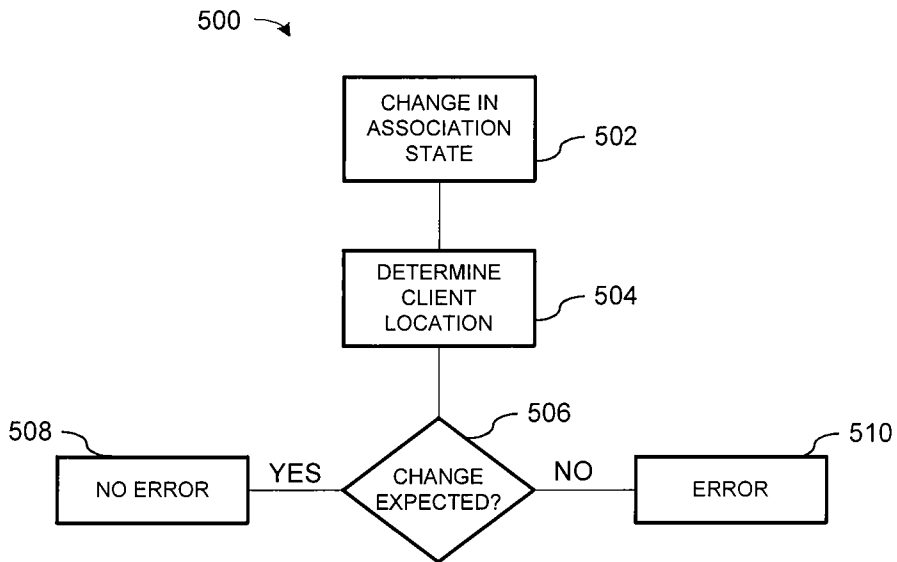 500
CHANGE IN
ASSOCIATION
STATE
502
DETERMINE
CLIENT
LOCATION
504
506
508
510
NO ERROR
YES
CHANGE
EXPECTED?
NO
ERROR